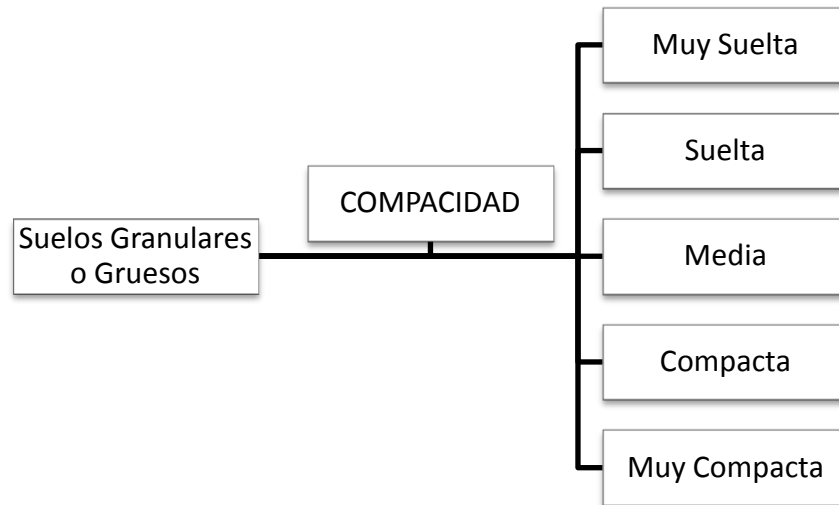 Muy Suelta
Suelta
COMPACIDAD
Suelos Granulares
o Gruesos
Media
Compacta
Muy Compacta